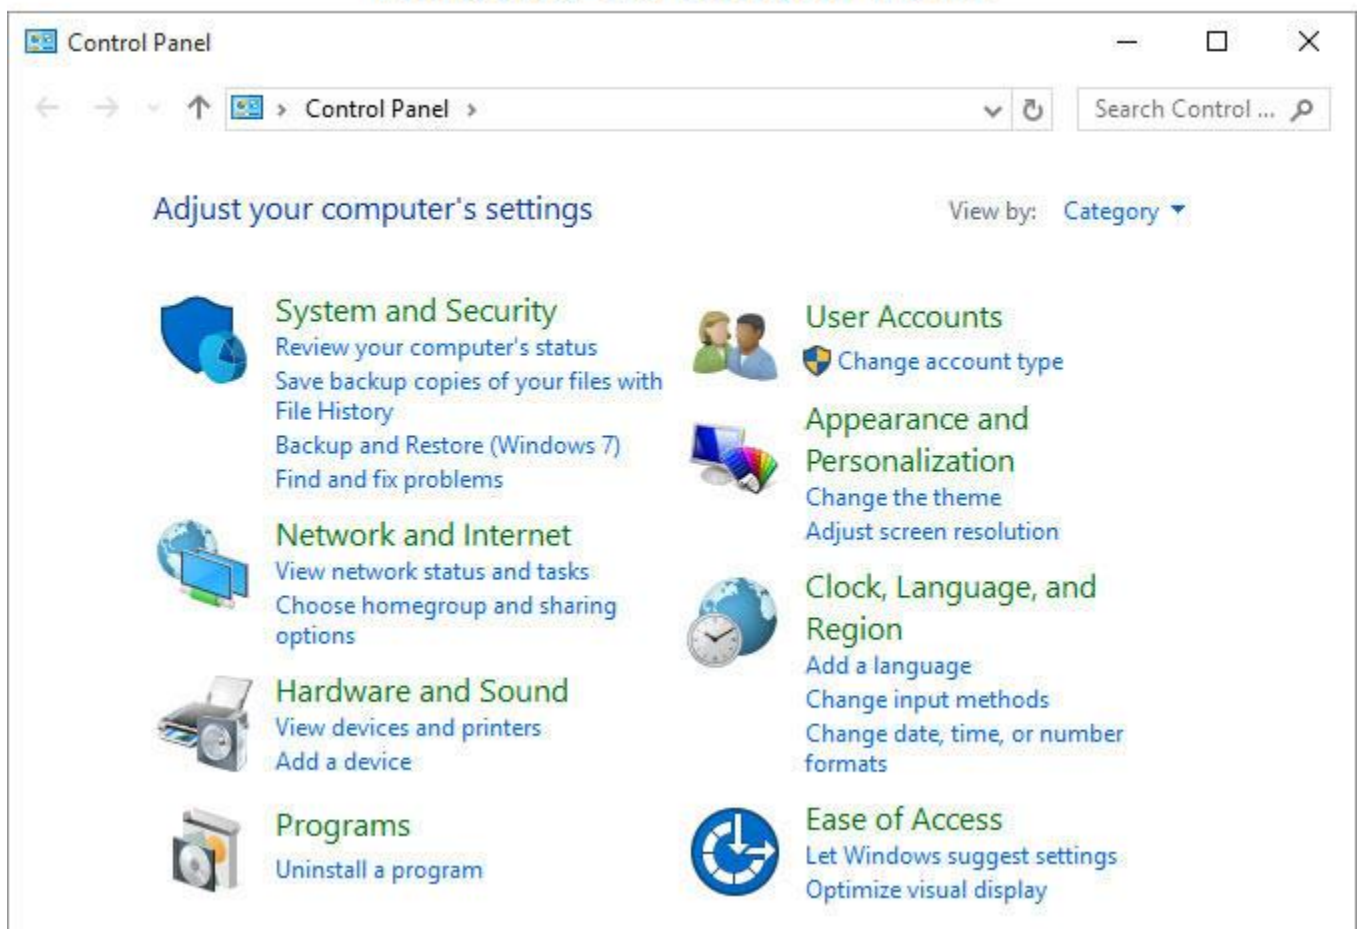 Control Panel
Control Panel
Search Control ...
Adjust your computer's settings
View by: Category
System and Security
Review your computer's status
Save backup copies of your files with
File History
Backup and Restore (Windows 7)
Find and fix problems
Network and Internet
View network status and tasks
Choose homegroup and sharing
options
Hardware and Sound
View devices and printers
Add a device
Programs
Uninstall a program
User Accounts
Change account type
Appearance and
Personalization
Change the theme
Adjust screen resolution
Clock, Language, and
Region
Add a language
Change input methods
Change date, time, or number
formats
Ease of Access
Let Windows suggest settings
Optimize visual display